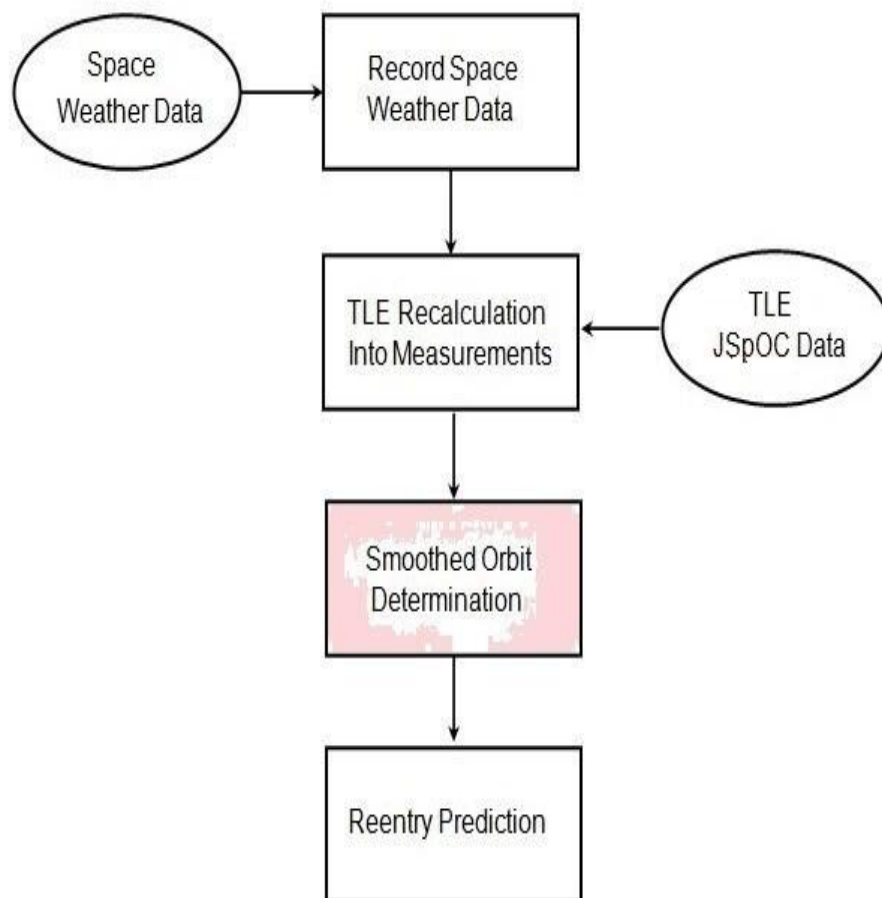 Space
Weather Data
Record Space
Weather Data
TLE Recalculation
Into Measurements
TLE
JSpOC Data
Smoothed Orbit
Determination
Reentry Prediction